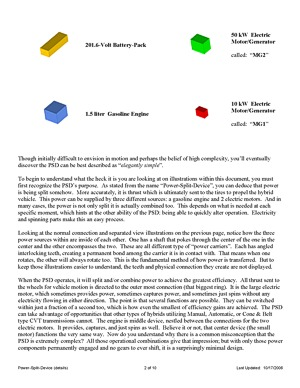 201.6-Volt Battery-Pack
50 kW Electric
Motor/Generator
called: “MG2”
1.5 liter Gasoline Engine
10 kW Electric
Motor/Generator
called: “MG1”
Though initially difficult to envision in motion and perhaps the belief of high complexity, you'll eventually
discover the PSD can be best described as “elegantly simple”.
To begin to understand what the heck it is you are looking at on illustrations within this document, you must
first recognize the PSD's purpose. As stated from the name “Power-Split-Device”, you can deduce that power
is being split somehow. More accurately, it is thrust which is ultimately sent to the tires to propel the hybrid
vehicle. This power can be supplied by three different sources: a gasoline engine and 2 electric motors. And in
many cases, the power is not only split it is actually combined too. This depends on what is needed at each
specific moment, which hints at the other ability of the PSD: being able to quickly alter operation. Electricity
and spinning parts make this an easy process.
Looking at the normal connection and separated view illustrations on the previous page, notice how the three
power sources within are inside of each other. One has a shaft that pokes through the center of the one in the
center and the other encompasses the two. These are all different type of “power carriers”. Each has angled
interlocking teeth, creating a permanent bond among the carrier it is in contact with. That means when one
rotates, the other will always rotate too. This is the fundamental method of how power is transferred. But to
keep those illustrations easier to understand, the teeth and physical connection they create are not displayed.
When the PSD operates, it will split and or combine power to achieve the greatest efficiency. All thrust sent to
the wheels for vehicle motion is directed to the outer most connection (that biggest ring). It is the large electric
motor, which sometimes provides power, sometimes captures power, and sometimes just spins without any
electricity flowing in either direction. The point is that several functions are possible. They can be switched
within just a fraction of a second too, which is how even the smallest of efficiency gains are achieved. The PSD
can take advantage of opportunities that other types of hybrids utilizing Manual, Automatic, or Cone & Belt
type CVT transmissions cannot. The engine is middle device, nestled between the connections for the two
electric motors. It provides, captures, and just spins as well. Believe it or not, that center device (the small
motor) functions the very same way. Now do you understand why there is a common misconception that the
PSD is extremely complex? All those operational combinations give that impression; but with only those power
components permanently engaged and no gears to ever shift, it is a surprisingly minimal design.
Power-Split-Device (details)
2 of 10
Last Updated: 10/17/2006